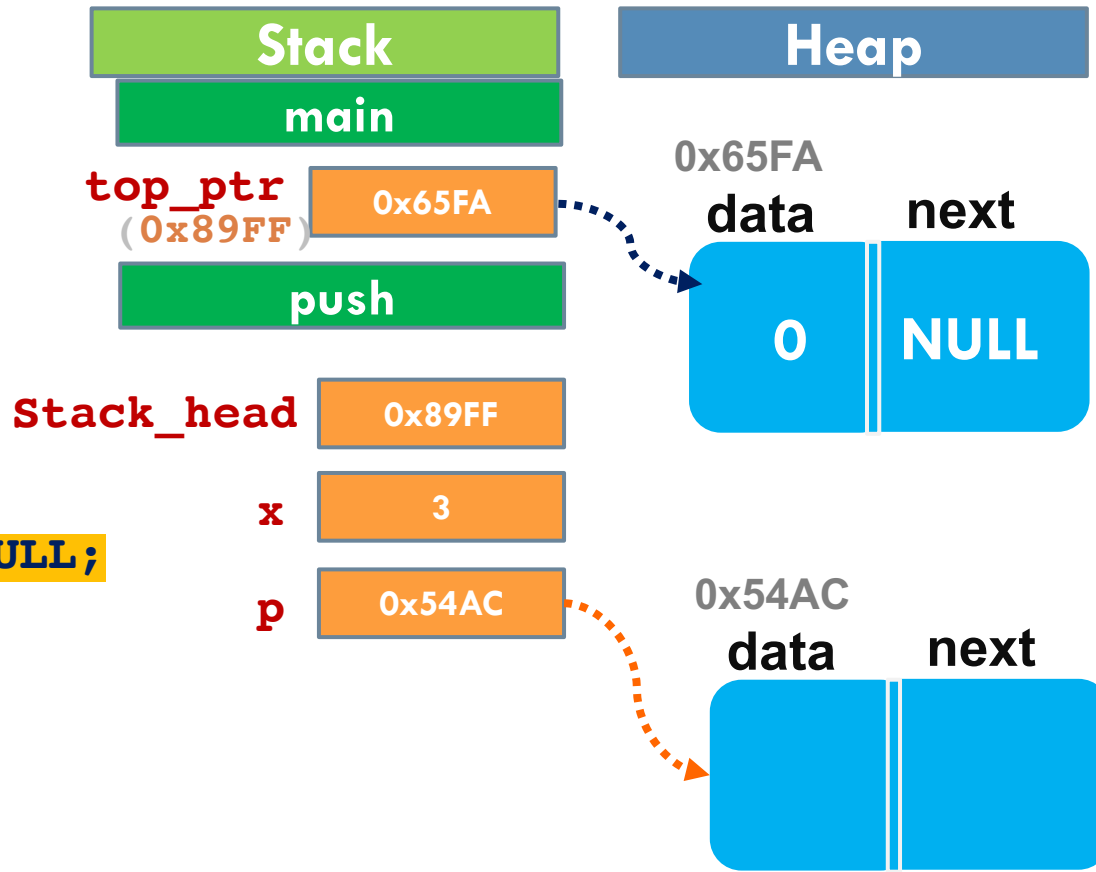 Stack Heap
main
0x65FA
top_ptr 0x65FA data next
(0x89FF)
push
0 NULL
Stack_head 0x89FF
x 3
ULL;
p 0x54AC 0x54AC
data next